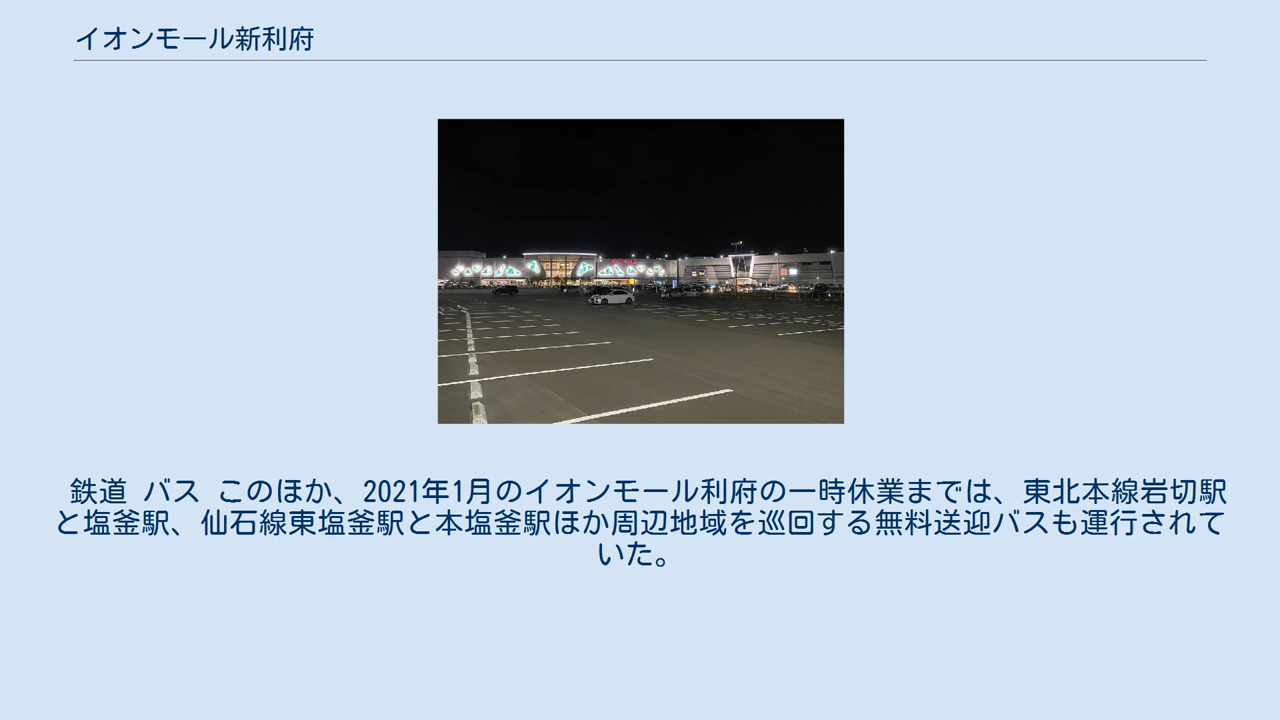 イオンモール新利府
鉄道 バス このほか、2021年1月のイオンモール利府の一時休業までは、東北本線岩切駅
と塩釜駅、仙石線東塩釜駅と本塩釜駅ほか周辺地域を巡回する無料送迎バスも運行されて
いた。